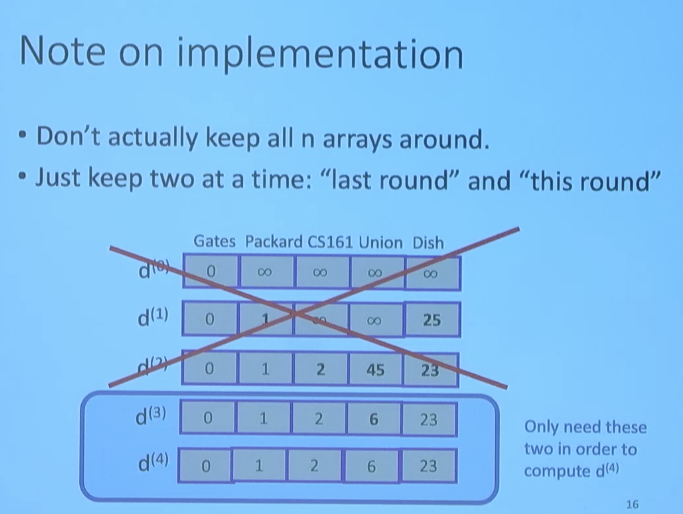 Note on implementation
• Don't actually keep all n arrays around.
• Just keep two at a time: "last round" and "this round"
Gates Packard CS161 Union Dish
d(0) 0 ∞ ∞ ∞ ∞
d(1) 0 1 ∞ ∞ 25
d(2) 0 1 2 45 23
d(3) 0 1 2 6 23
d(4) 0 1 2 6 23
Only need these
two in order to
compute d(4)
16